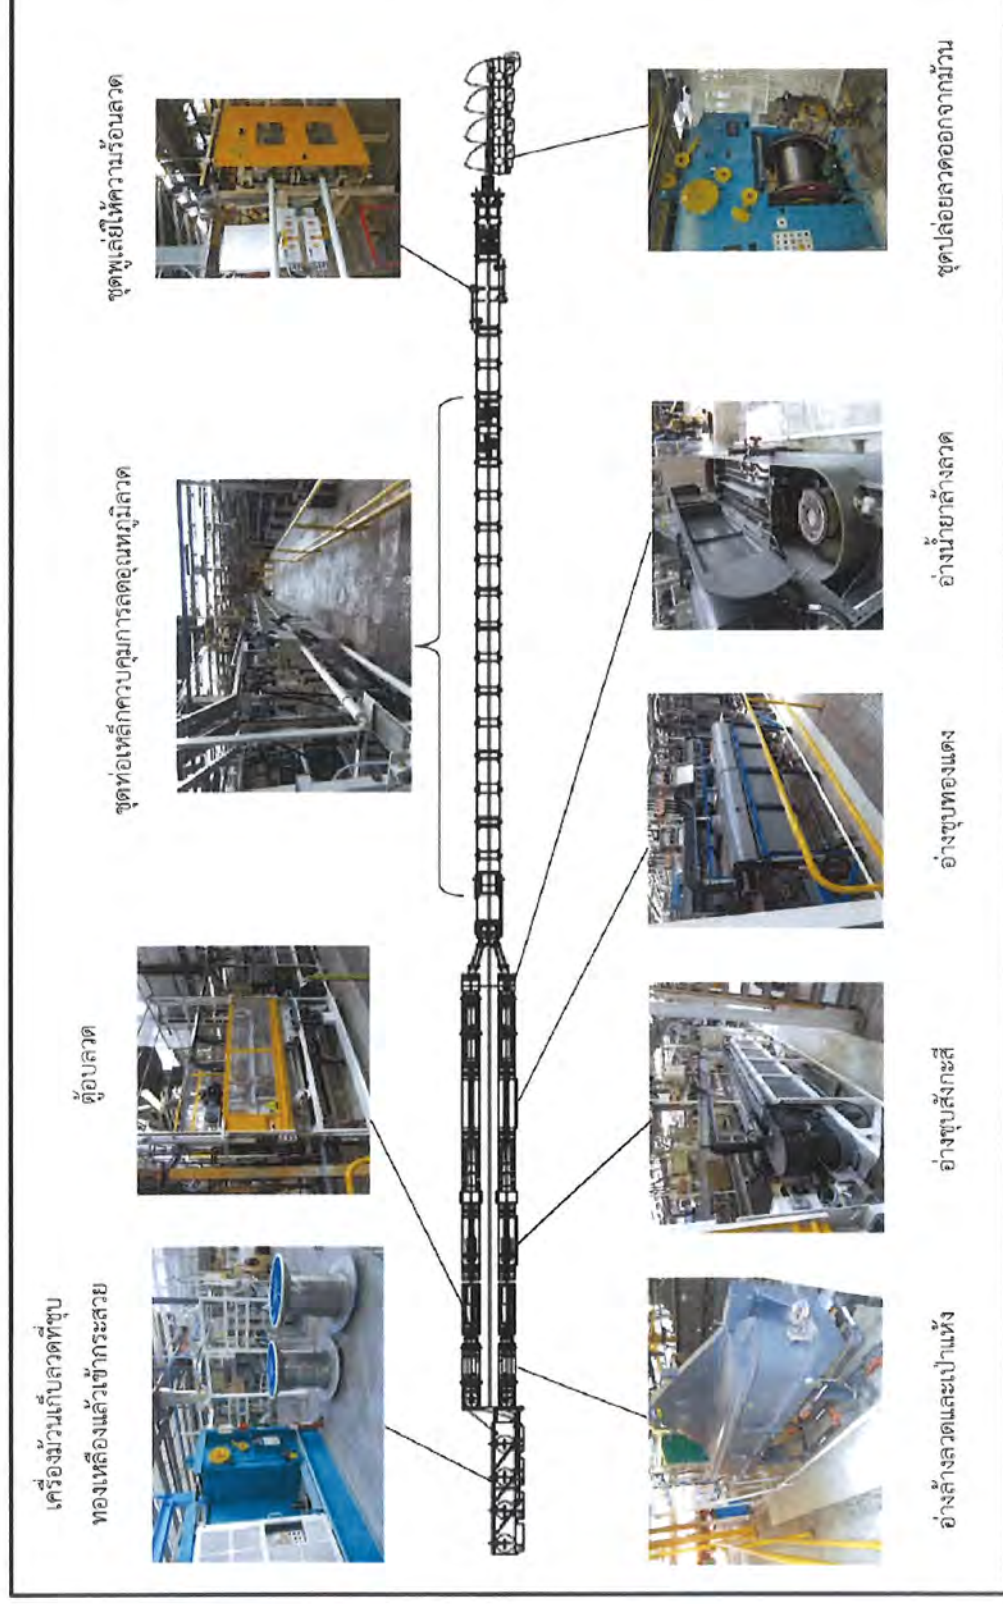 เครื่องม้วนเก็บลวดที่ชุบ
ทองเหลืองแล้วเข้ากระสวย
ตู้อบลวด
ชุดท่อเหล็กควบคุมการลดอุณหภูมิลวด
ชุดพูเล่ย์ให้ความร้อนลวด
อ่างล้างลวดและเป่าแห้ง
อ่างชุบสังกะสี
อ่างชุบทองแดง
อ่างน้ำยาล้างลวด
ชุดปล่อยลวดออกจากม้วน